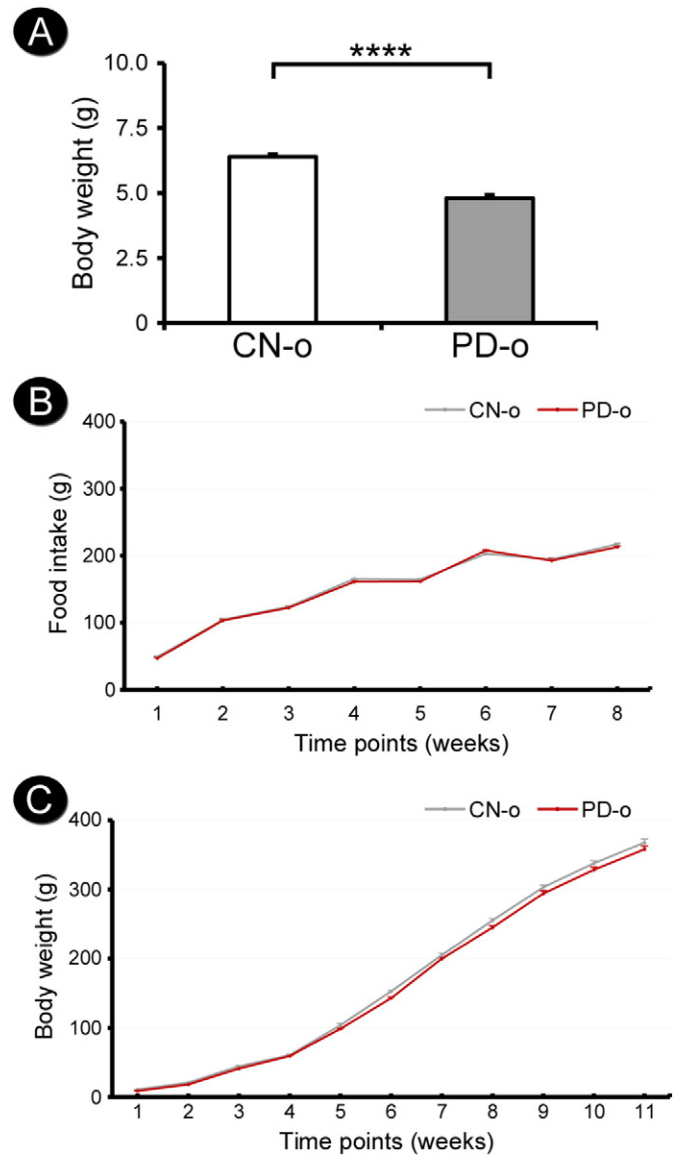 A
****
10.0
7.5
5.0
2.5
0
Body weight (g)
CN-o PD-o
B
CN-o PD-o
400
300
200
100
0
Food intake (g)
1 2 3 4 5 6 7 8
Time points (weeks)
C
CN-o PD-o
400
300
200
100
0
Body weight (g)
1 2 3 4 5 6 7 8 9 10 11
Time points (weeks)